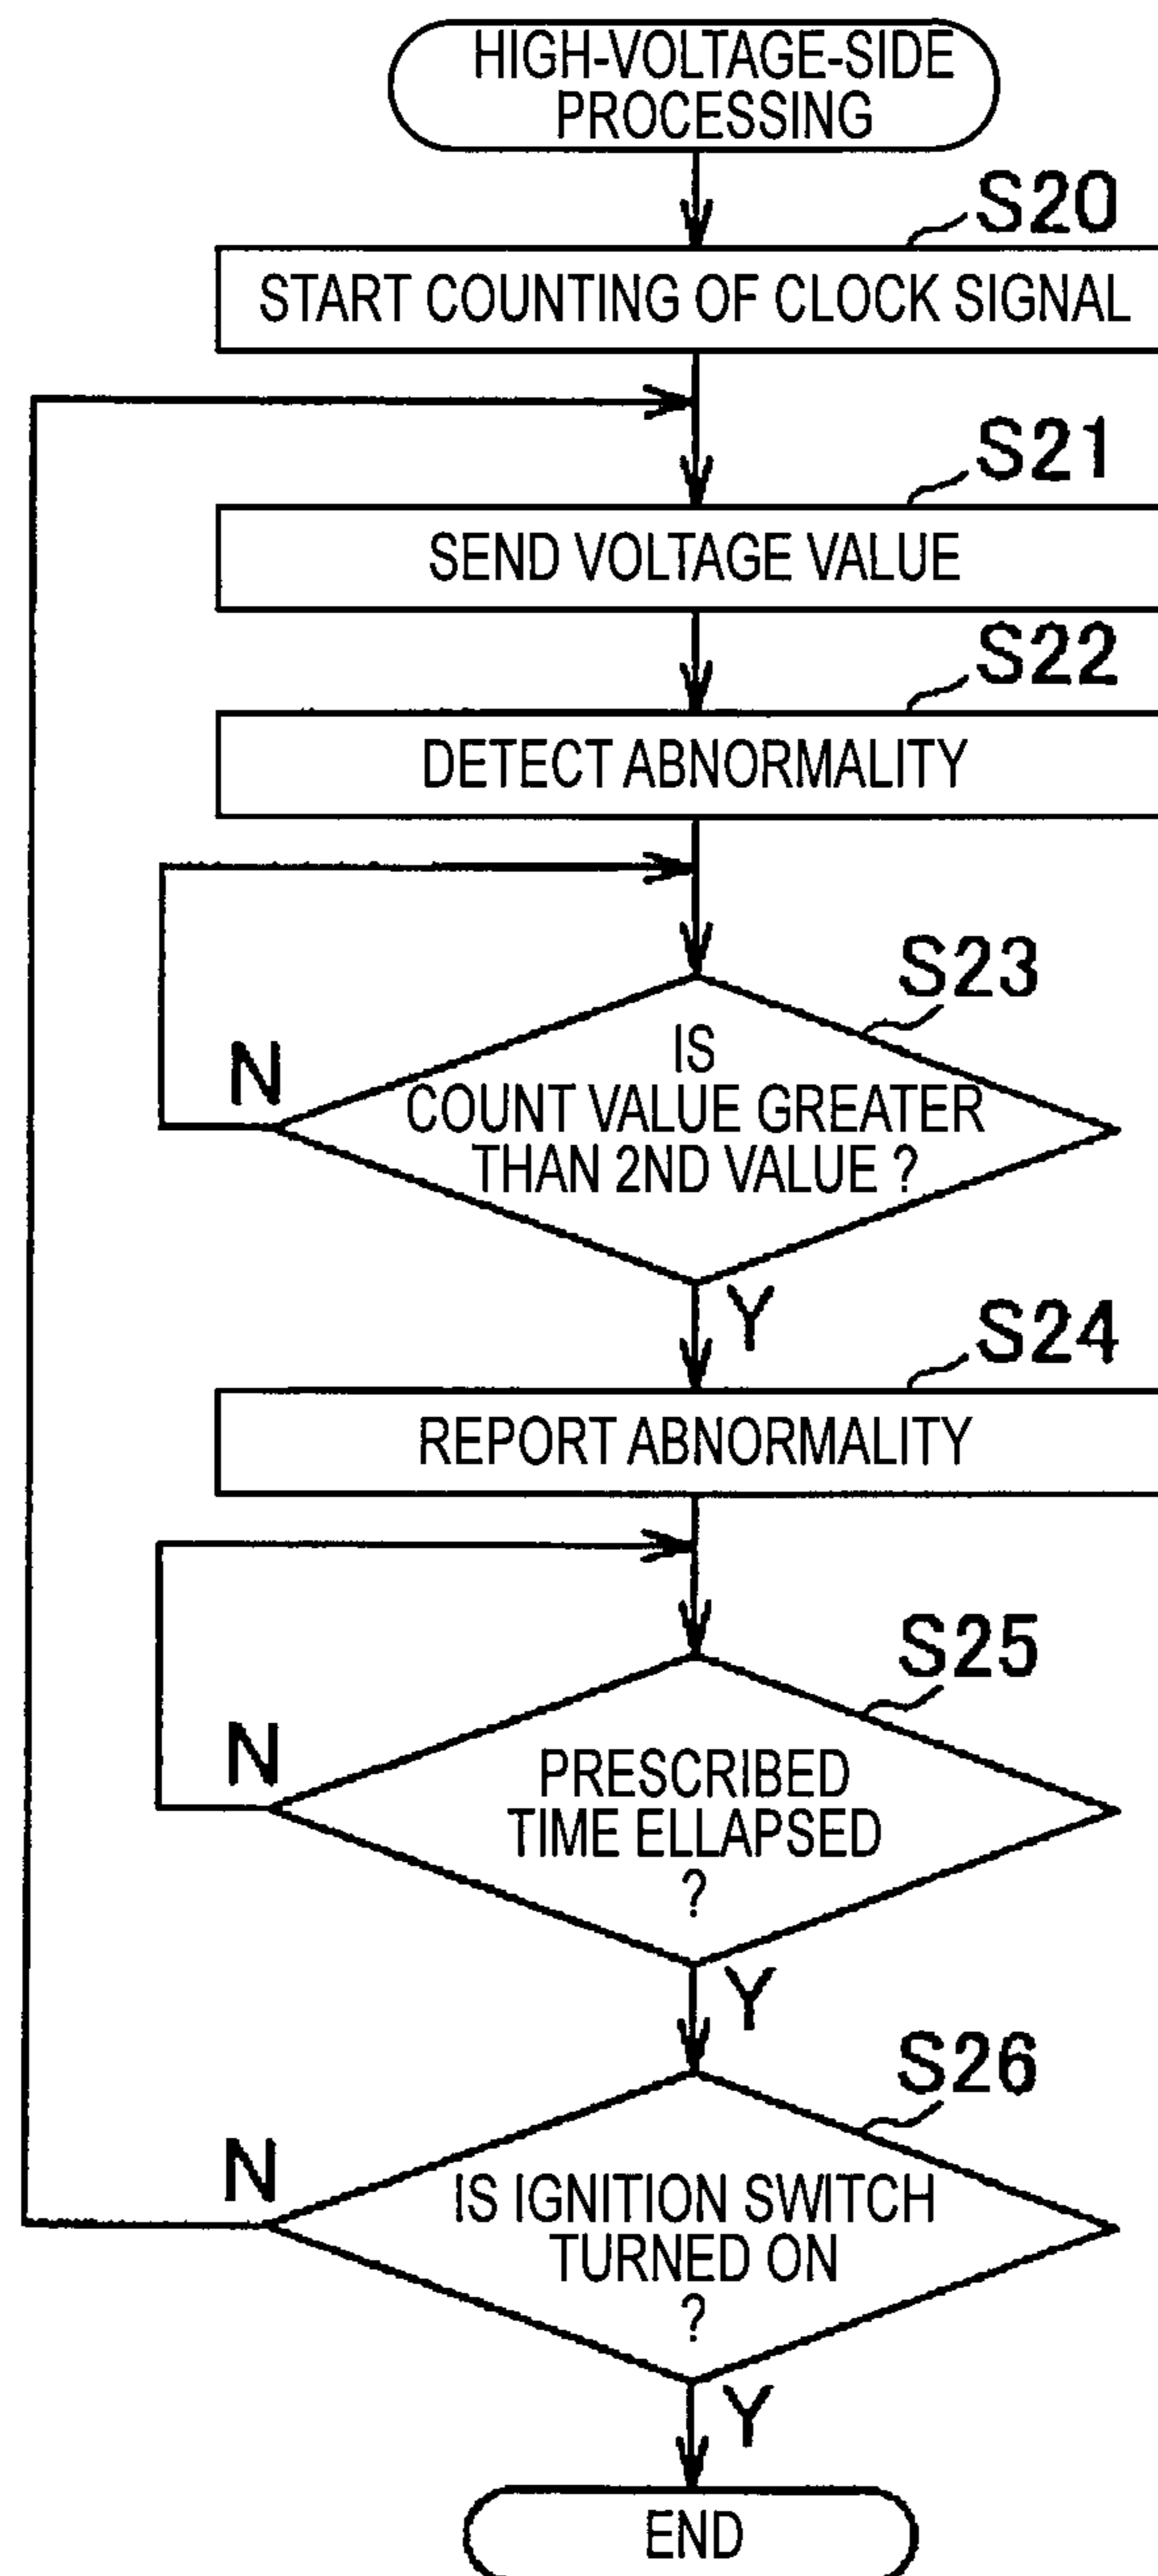 HIGH-VOLTAGE-SIDE
PROCESSING
S20
START COUNTING OF CLOCK SIGNAL
S21
SEND VOLTAGE VALUE
S22
DETECT ABNORMALITY
S23
IS
COUNT VALUE GREATER
THAN 2ND VALUE ?
N
Y
S24
REPORT ABNORMALITY
S25
PRESCRIBED
TIME ELLAPSED
?
N
Y
S26
IS IGNITION SWITCH
TURNED ON
?
N
Y
END